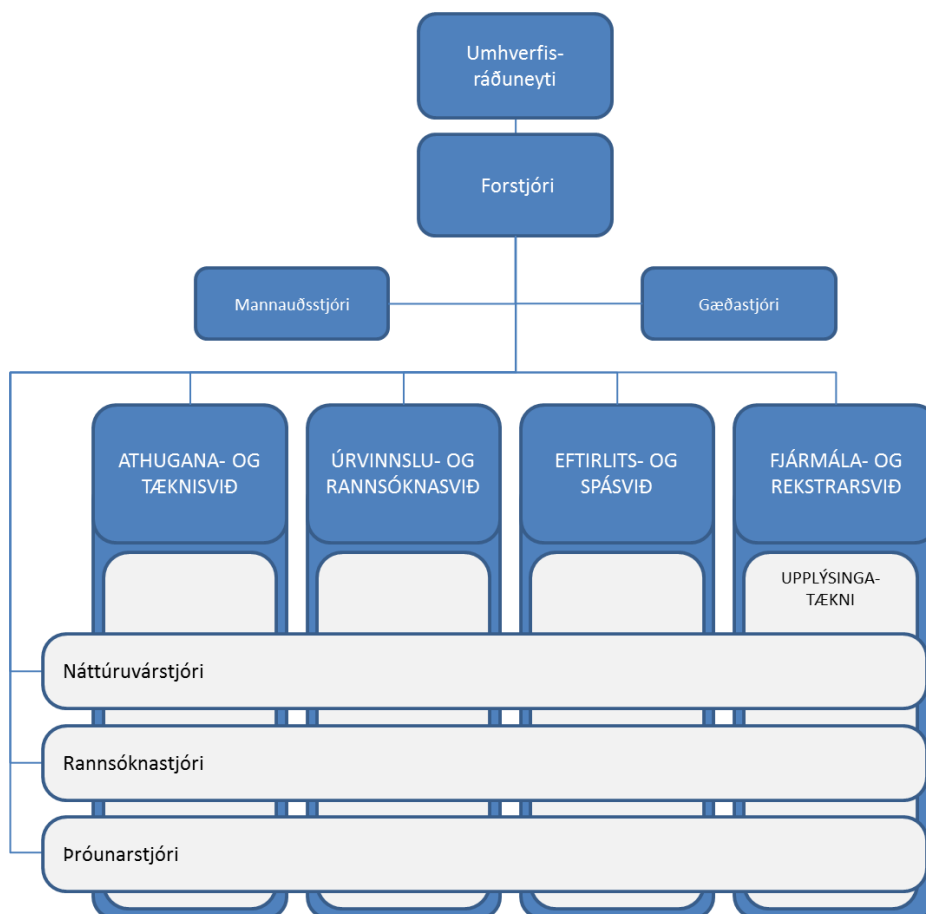 Umhverfis-
ráðuneyti
Forstjóri
Mannauðsstjóri
Gæðastjóri
ATHUGANA- OG
TÆKNISVIÐ
ÚRVINNSLU- OG
RANNSÓKNASVIÐ
EFTIRLITS- OG
SPÁSVIÐ
FJÁRMÁLA- OG
REKSTRARSVIÐ
UPPLÝSINGA-
TÆKNI
Náttúruvárstjóri
Rannsóknastjóri
Þróunarstjóri